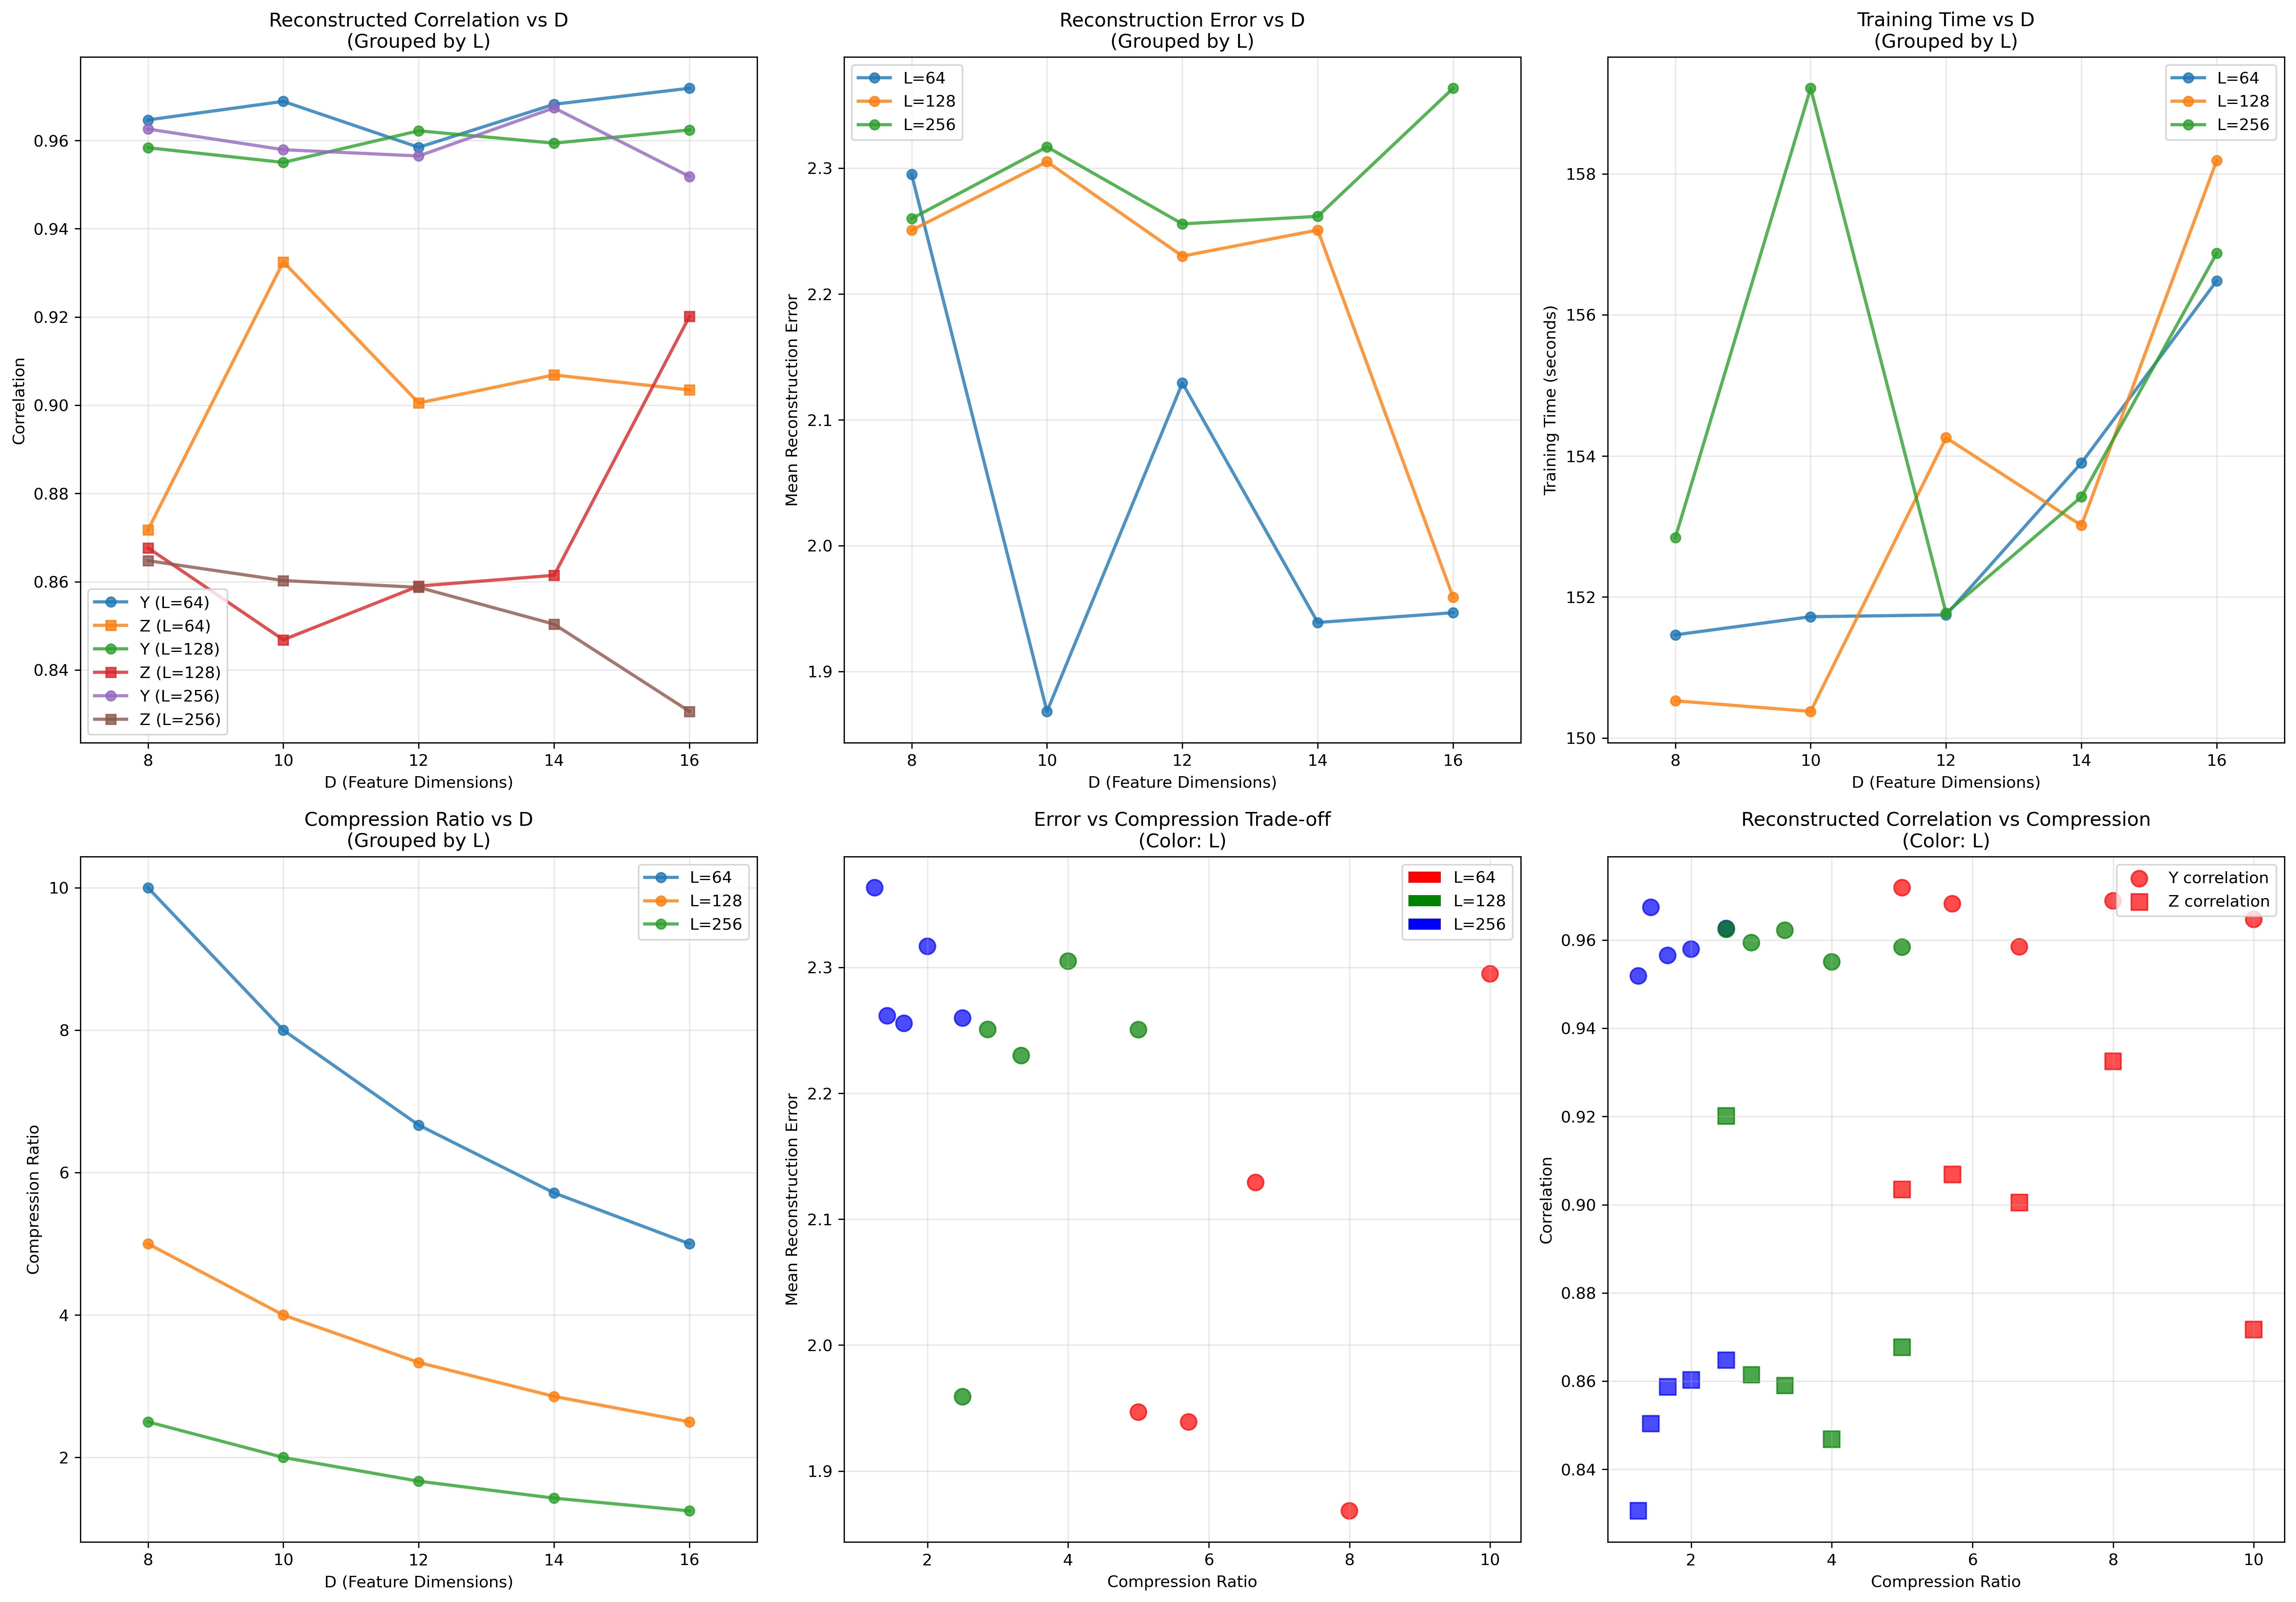 Reconstructed Correlation vs D
(Grouped by L)
0.96
0.94
0.92
0.90
0.88
0.86
0.84
Correlation
Y (L=64)
Z (L=64)
Y (L=128)
Z (L=128)
Y (L=256)
Z (L=256)
8 10 12 14 16
D (Feature Dimensions)
Reconstruction Error vs D
(Grouped by L)
L=64
L=128
L=256
2.3
2.2
2.1
2.0
1.9
Mean Reconstruction Error
8 10 12 14 16
D (Feature Dimensions)
Training Time vs D
(Grouped by L)
L=64
L=128
L=256
158
156
154
152
150
Training Time (seconds)
8 10 12 14 16
D (Feature Dimensions)
Compression Ratio vs D
(Grouped by L)
L=64
L=128
L=256
10
8
6
4
2
Compression Ratio
8 10 12 14 16
D (Feature Dimensions)
Error vs Compression Trade-off
(Color: L)
L=64
L=128
L=256
2.3
2.2
2.1
2.0
1.9
Mean Reconstruction Error
2 4 6 8 10
Compression Ratio
Reconstructed Correlation vs Compression
(Color: L)
Y correlation
Z correlation
0.96
0.94
0.92
0.90
0.88
0.86
0.84
Correlation
2 4 6 8 10
Compression Ratio